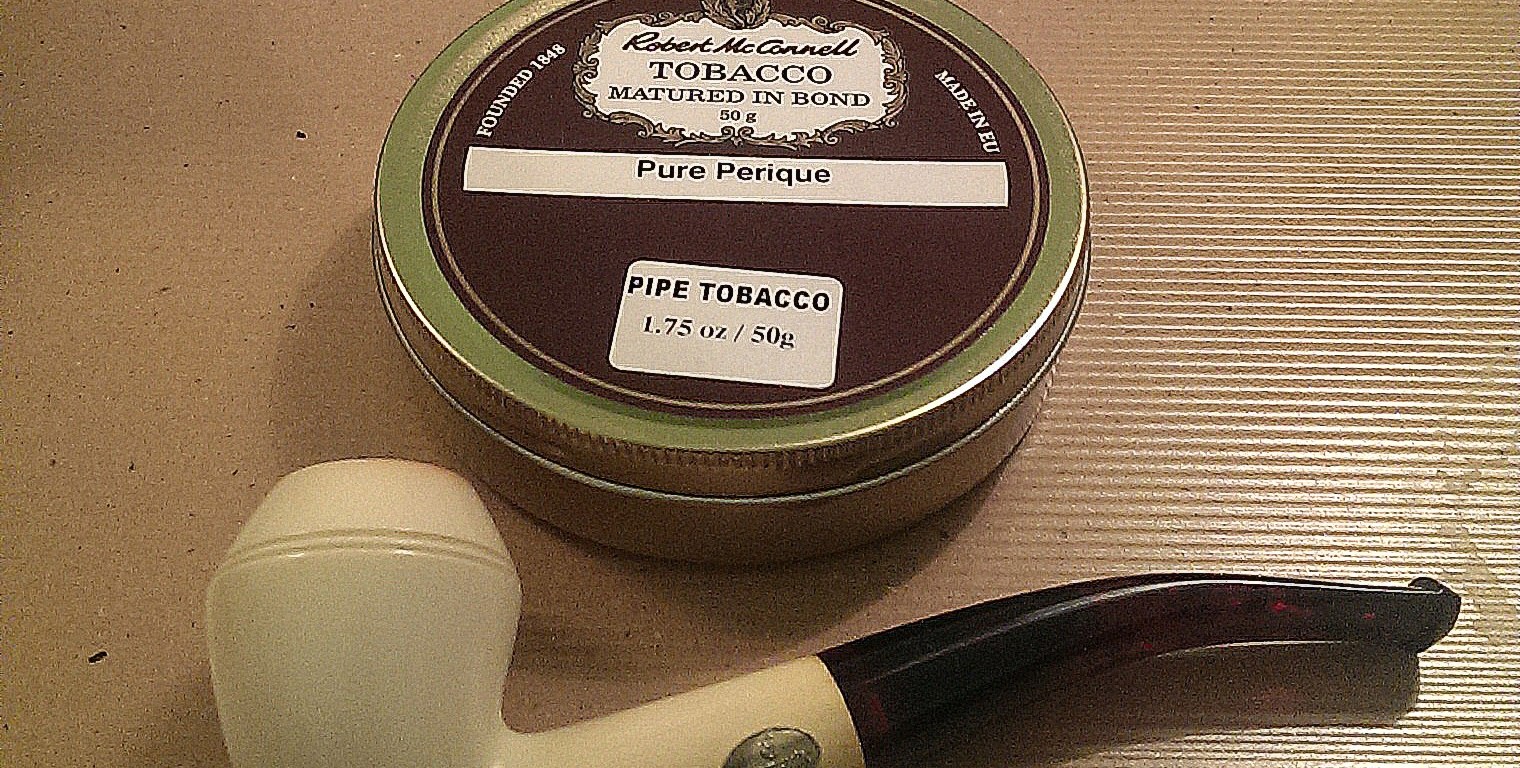 Robert McConnell
TOBACCO
MATURED IN BOND
50 g
FOUNDED 1848
MADE IN EU
Pure Perique
PIPE TOBACCO
1.75 oz / 50g